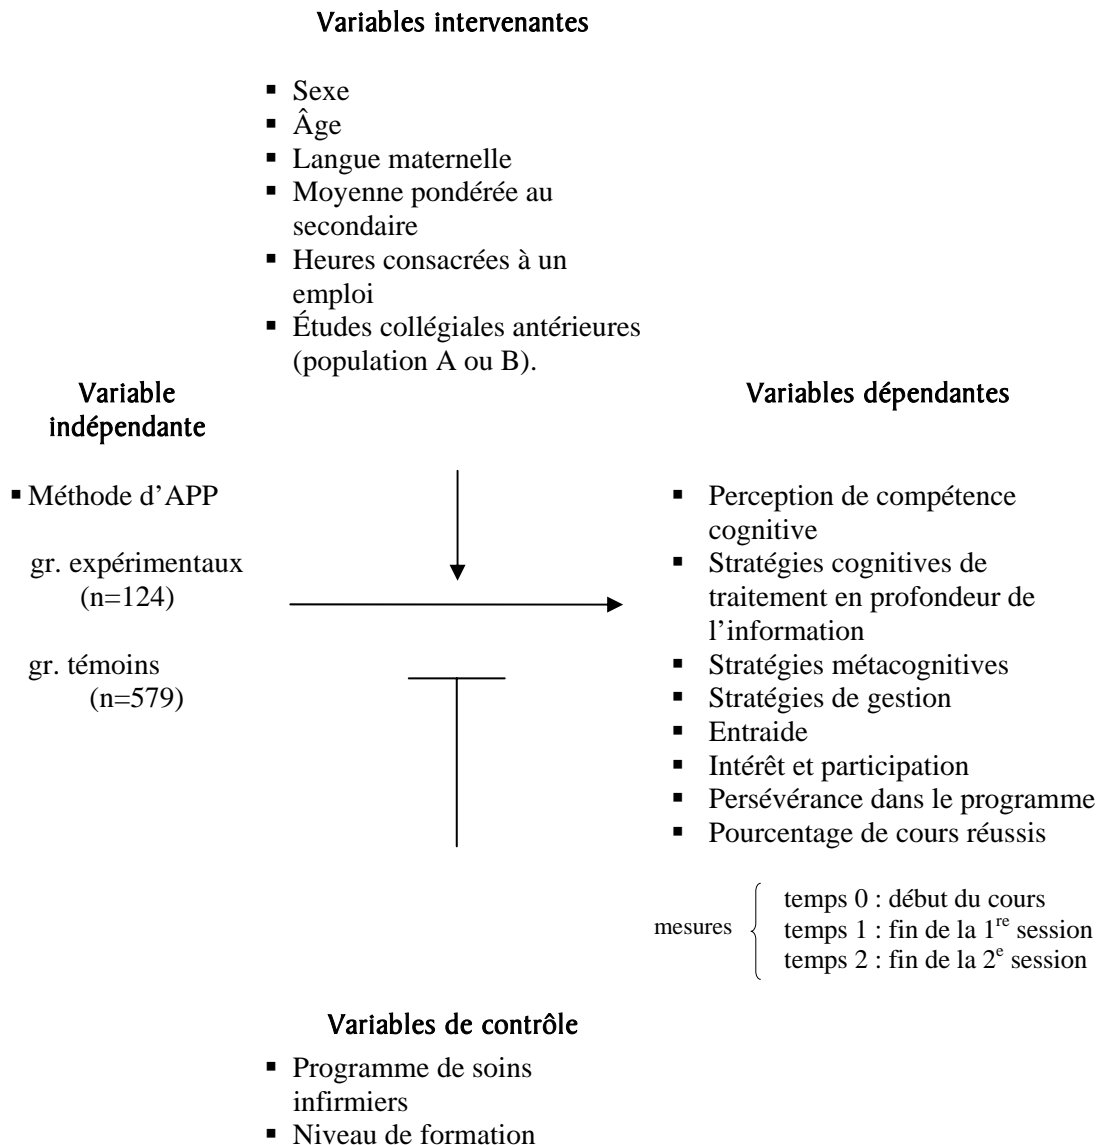 Variables intervenantes
▪ Sexe
▪ Âge
▪ Langue maternelle
▪ Moyenne pondérée au
secondaire
▪ Heures consacrées à un
emploi
▪ Études collégiales antérieures
(population A ou B).
Variable
indépendante
▪ Méthode d'APP
gr. expérimentaux
(n=124)
gr. témoins
(n=579)
Variables dépendantes
▪ Perception de compétence
cognitive
▪ Stratégies cognitives de
traitement en profondeur de
l'information
▪ Stratégies métacognitives
▪ Stratégies de gestion
▪ Entraide
▪ Intérêt et participation
▪ Persévérance dans le programme
▪ Pourcentage de cours réussis
mesures
temps 0 : début du cours
temps 1 : fin de la 1re session
temps 2 : fin de la 2e session
Variables de contrôle
▪ Programme de soins
infirmiers
▪ Niveau de formation